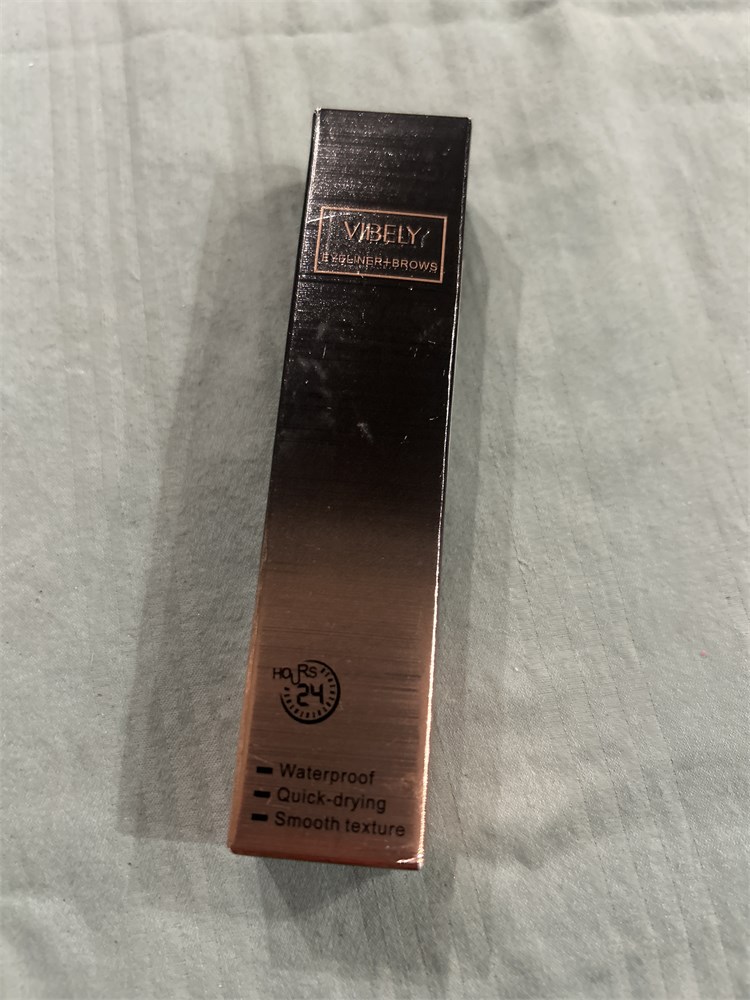 VIBELY
EYELINER+BROWS
HOURS
24
Waterproof
Quick-drying
Smooth texture